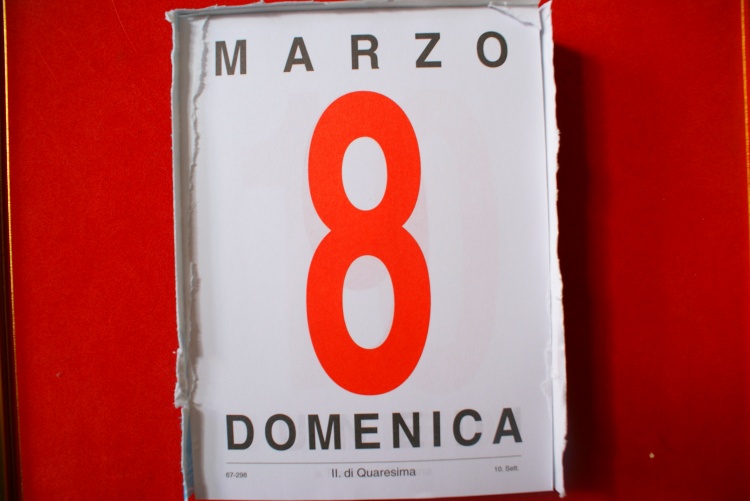 MARZO
8
DOMENICA
67-298 II. di Quaresima 10. Sett.